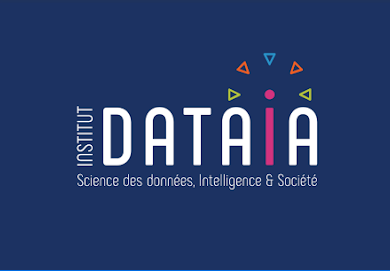 INSTITUT
DATAiA
Science des données, Intelligence & Société